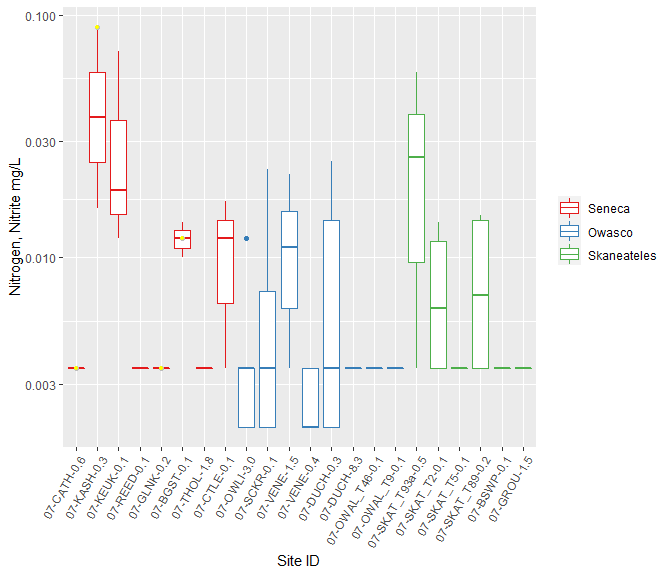 0.100
0.030
0.010
0.003
Nitrogen, Nitrite mg/L
07-CATH-0.6
07-KASH-0.3
07-KEUK-0.1
07-REED-0.1
07-GLNK-0.2
07-BGST-0.1
07-THOL-1.8
07-CTLE-0.1
07-OWLI-3.0
07-SCKR-0.1
07-VENE-1.5
07-VENE-0.4
07-DUCH-0.3
07-DUCH-8.3
07-OWAL_T46-0.1
07-OWAL_T9-0.1
07-SKAT_T93a-0.5
07-SKAT_T2-0.1
07-SKAT_T5-0.1
07-SKAT_T89-0.2
07-BSWP-0.1
07-GROU-1.5
Site ID
Seneca
Owasco
Skaneateles